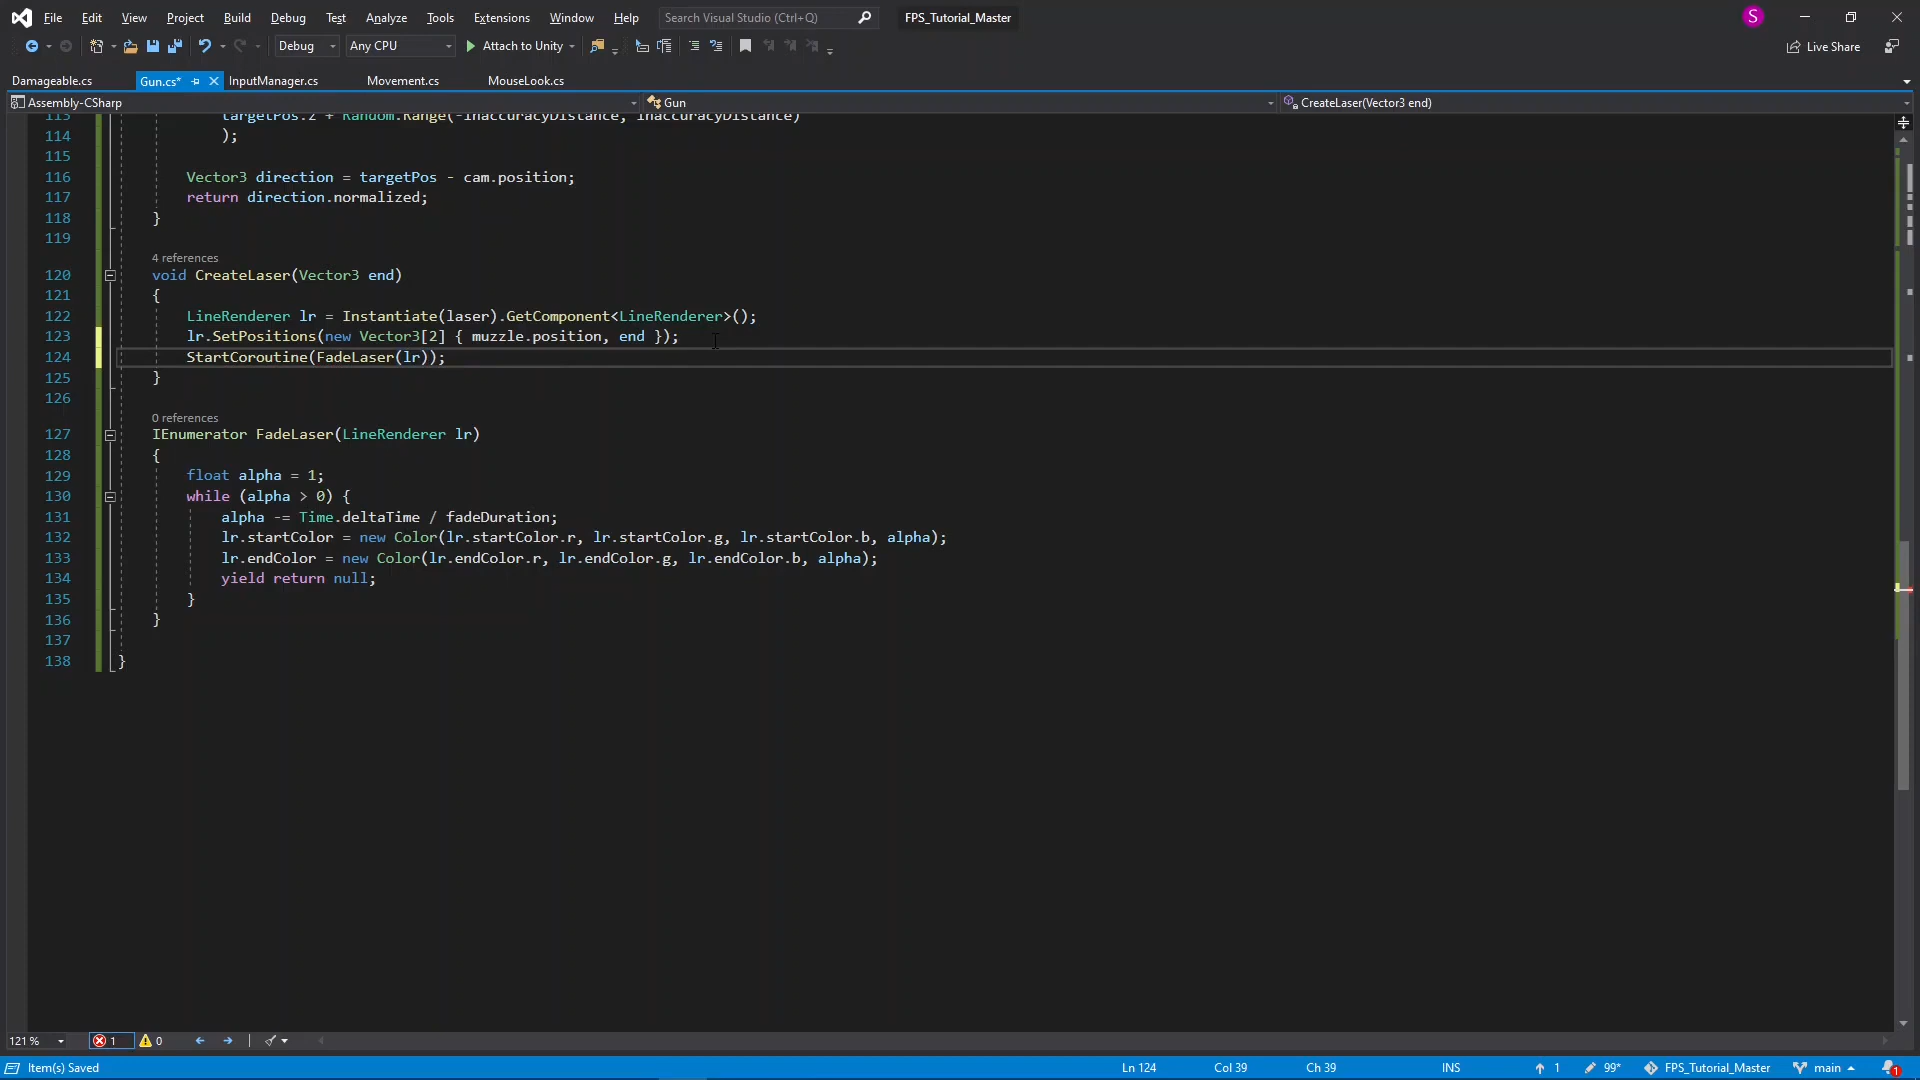 File Edit View Project Build Debug Test Analyze Tools Extensions Window Help Search Visual Studio (Ctrl+Q) FPS_Tutorial_Master S
Debug Any CPU Attach to Unity Live Share
Damageable.cs Gun.cs* InputManager.cs Movement.cs MouseLook.cs
Assembly-CSharp Gun CreateLaser(Vector3 end)
113 targetPos.z + Random.Range(-inaccuracyDistance, inaccuracyDistance)
114 );
115
116 Vector3 direction = targetPos - cam.position;
117 return direction.normalized;
118 }
119
4 references
120 void CreateLaser(Vector3 end)
121 {
122 LineRenderer lr = Instantiate(laser).GetComponent<LineRenderer>();
123 lr.SetPositions(new Vector3[2] { muzzle.position, end });
124 StartCoroutine(FadeLaser(lr));
125 }
126
0 references
127 IEnumerator FadeLaser(LineRenderer lr)
128 {
129 float alpha = 1;
130 while (alpha > 0) {
131 alpha -= Time.deltaTime / fadeDuration;
132 lr.startColor = new Color(lr.startColor.r, lr.startColor.g, lr.startColor.b, alpha);
133 lr.endColor = new Color(lr.endColor.r, lr.endColor.g, lr.endColor.b, alpha);
134 yield return null;
135 }
136 }
137
138 }
121 % 1 0
Item(s) Saved Ln 124 Col 39 Ch 39 INS 1 99* FPS_Tutorial_Master main 1